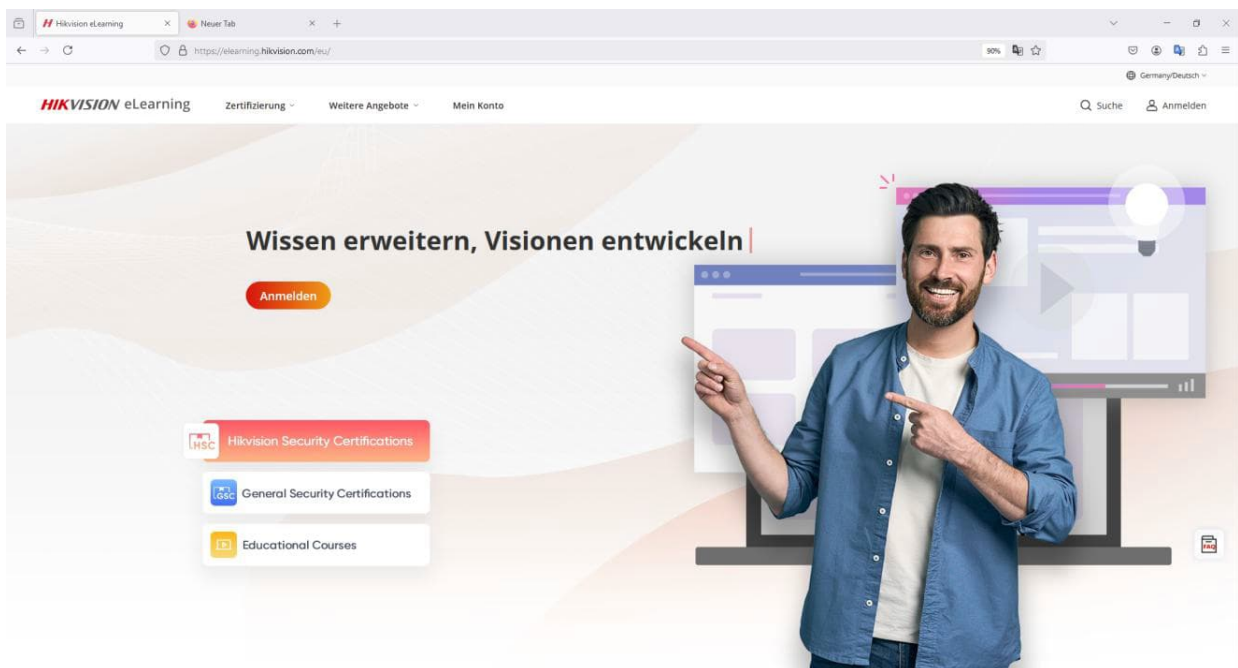 Hikvision eLearning
Neuer Tab
https://elearning.hikvision.com/eu/
90%
Germany/Deutsch
HIKVISION eLearning
Zertifizierung
Weitere Angebote
Mein Konto
Suche
Anmelden
Wissen erweitern, Visionen entwickeln
Anmelden
HSC
Hikvision Security Certifications
GSC
General Security Certifications
Educational Courses
FAQ